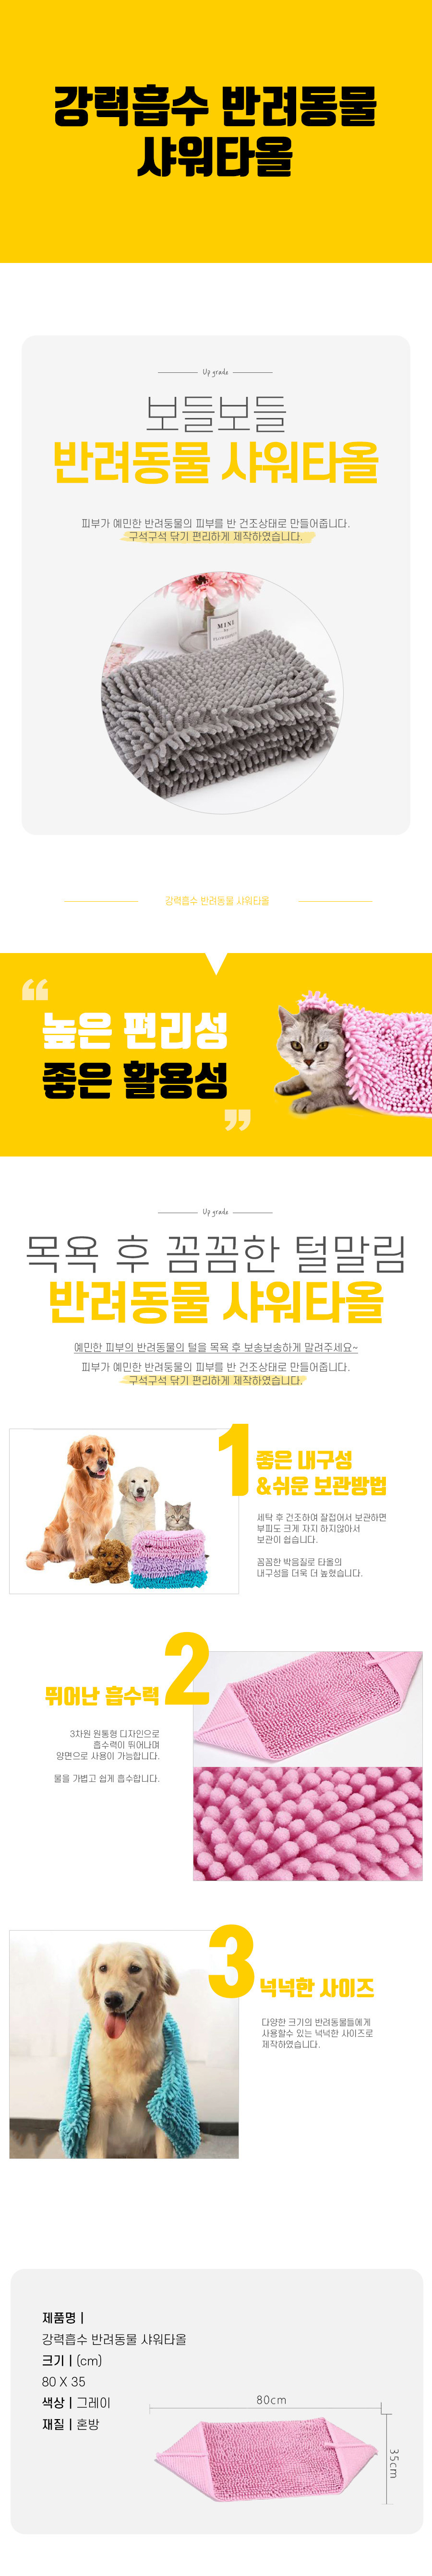 강력흡수 반려동물
샤워타올
Up grade
보들보들
반려동물 샤워타올
피부가 예민한 반려동물의 피부를 반 건조상태로 만들어줍니다.
구석구석 닦기 편리하게 제작하였습니다.
MINI
강력흡수 반려동물 샤워타올
“
높은 편리성
좋은 활용성
”
Up grade
목욕 후 꼼꼼한 털말림
반려동물 샤워타올
예민한 피부의 반려동물의 털을 목욕 후 보송보송하게 말려주세요~
피부가 예민한 반려동물의 피부를 반 건조상태로 만들어줍니다.
구석구석 닦기 편리하게 제작하였습니다.
1
좋은 내구성
&쉬운 보관방법
세탁 후 건조하여 잘접어서 보관하면
부피도 크게 차지 하지않아서
보관이 쉽습니다.
꼼꼼한 박음질로 타올의
내구성을 더욱 더 높혔습니다.
2
뛰어난 흡수력
3차원 원통형 디자인으로
흡수력이 뛰어나며
양면으로 사용이 가능합니다.
물을 가볍고 쉽게 흡수합니다.
3
넉넉한 사이즈
다양한 크기의 반려동물들에게
사용할수 있는 넉넉한 사이즈로
제작하였습니다.
제품명 |
강력흡수 반려동물 샤워타올
크기 | (cm)
80 X 35
색상 | 그레이
재질 | 혼방
80cm
35cm